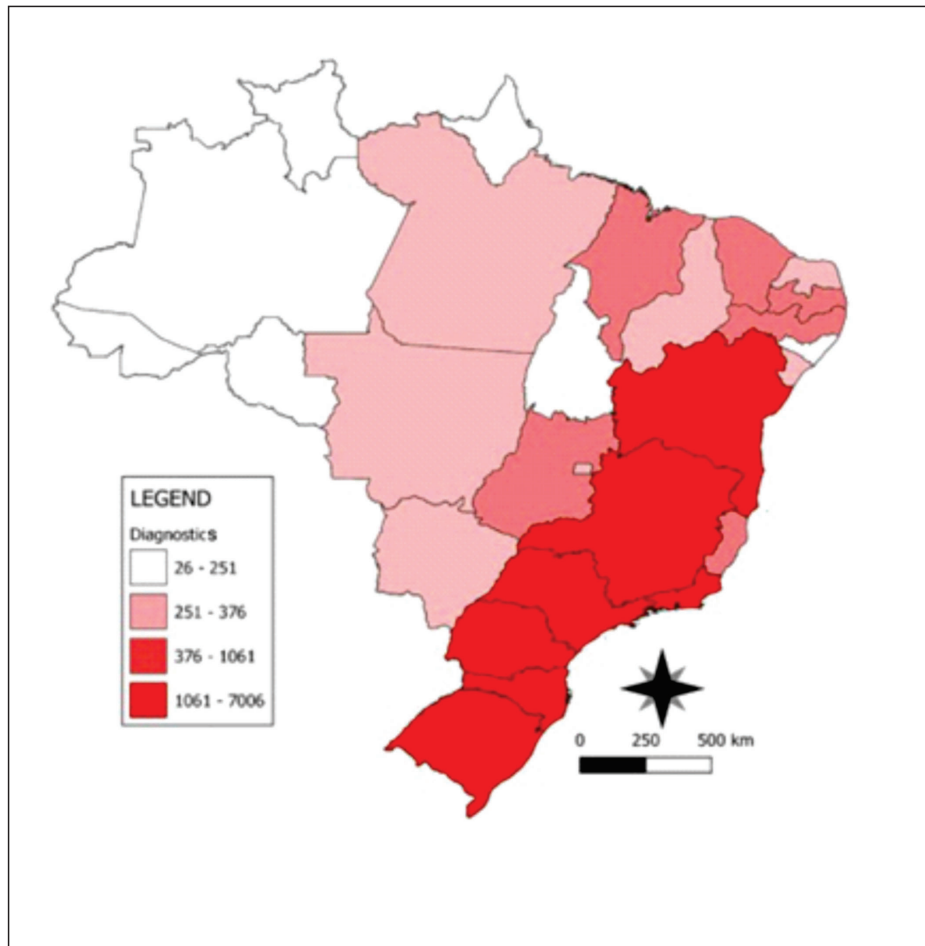 LEGEND
Diagnostics
26 - 251
251 - 376
376 - 1061
1061 - 7006
0 250 500 km